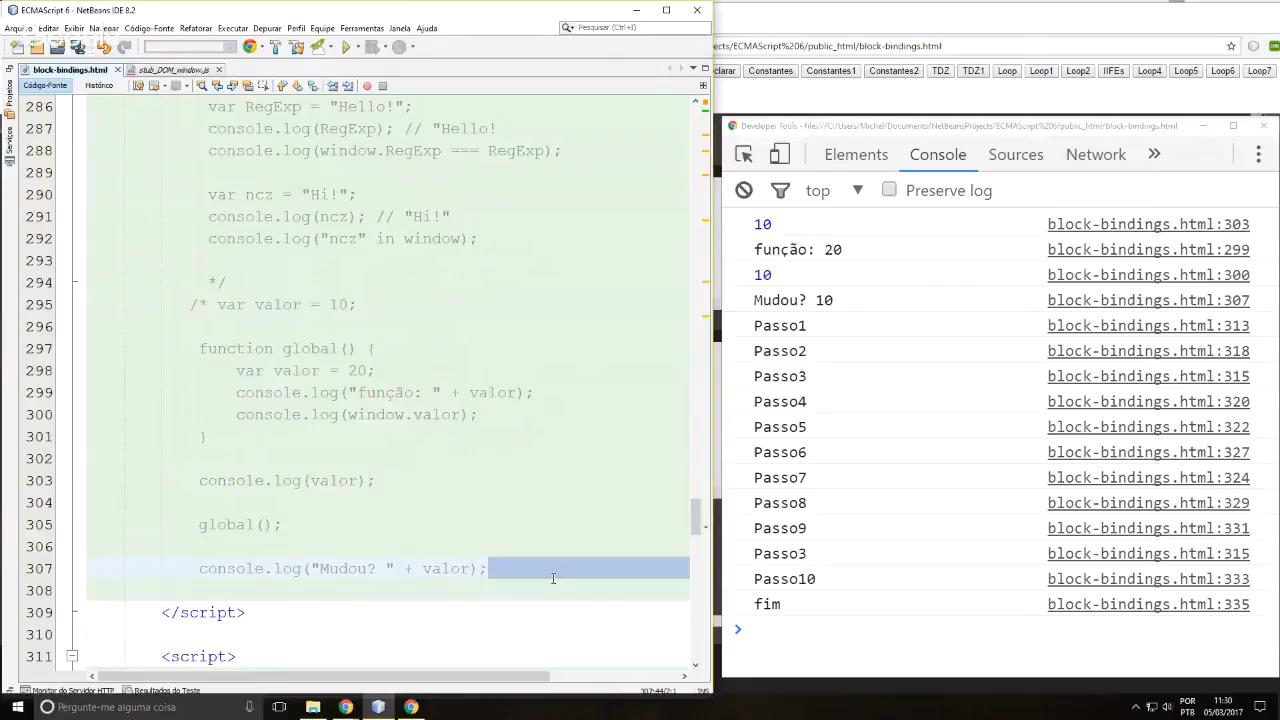 ECMAScript 6 - NetBeans IDE 8.2
Arquivo Editar Exibir Navegar Código-Fonte Refatorar Executar Depurar Perfil Equipe Ferramentas Janela Ajuda
Pesquisar (Ctrl+I)
block-bindings.html stub_DOM_window.js
Código-Fonte Histórico
Projetos
Serviços
286 var RegExp = "Hello!";
287 console.log(RegExp); // "Hello!
288 console.log(window.RegExp === RegExp);
289
290 var ncz = "Hi!";
291 console.log(ncz); // "Hi!"
292 console.log("ncz" in window);
293
294 */
295 /* var valor = 10;
296
297 function global() {
298 var valor = 20;
299 console.log("função: " + valor);
300 console.log(window.valor);
301 }
302
303 console.log(valor);
304
305 global();
306
307 console.log("Mudou? " + valor);
308
309 </script>
310
311 <script>
Monitor do Servidor HTTP Resultados do Teste
307:44/2:1 INS
Projects/ECMAScript%206/public_html/block-bindings.html
clarar Constantes Constantes1 Constantes2 TDZ TDZ1 Loop Loop1 Loop2 IIFEs Loop4 Loop5 Loop6 Loop7
Developer Tools - file:///C:/Users/Michel/Documents/NetBeansProjects/ECMAScript%206/public_html/block-bindings.html
Elements Console Sources Network
top Preserve log
10 block-bindings.html:303
função: 20 block-bindings.html:299
10 block-bindings.html:300
Mudou? 10 block-bindings.html:307
Passo1 block-bindings.html:313
Passo2 block-bindings.html:318
Passo3 block-bindings.html:315
Passo4 block-bindings.html:320
Passo5 block-bindings.html:322
Passo6 block-bindings.html:327
Passo7 block-bindings.html:324
Passo8 block-bindings.html:329
Passo9 block-bindings.html:331
Passo3 block-bindings.html:315
Passo10 block-bindings.html:333
fim block-bindings.html:335
Pergunte-me alguma coisa
POR 11:30
PTB 05/03/2017